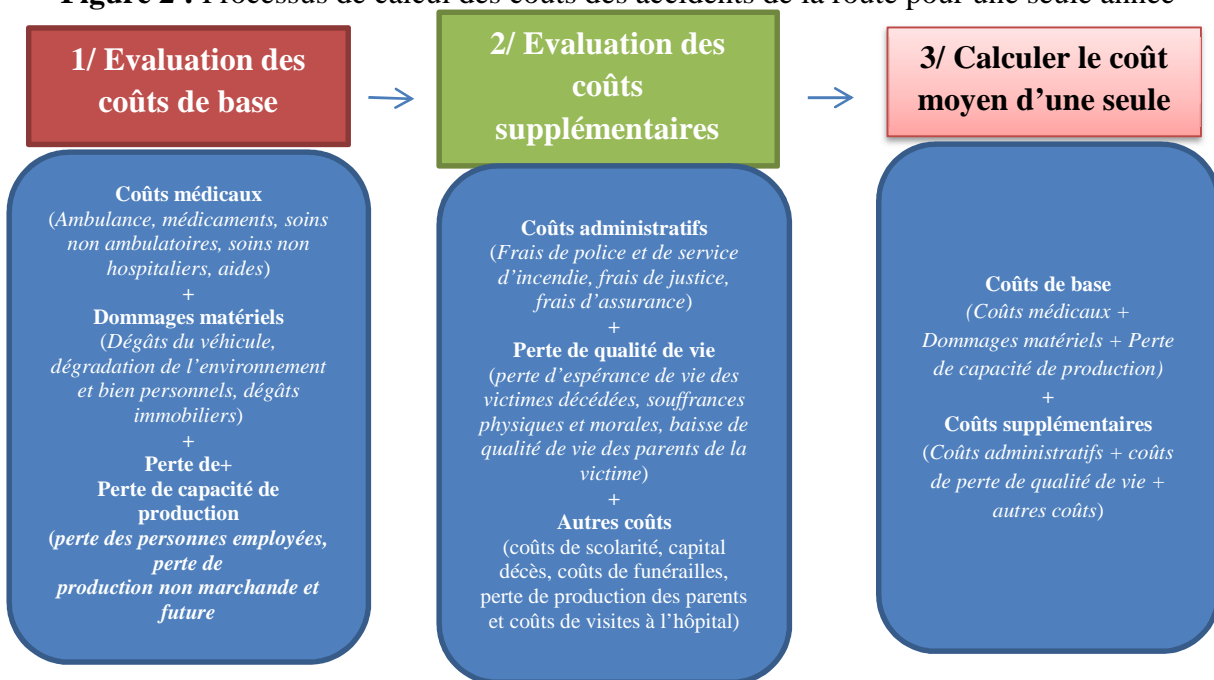 Figure 2 : Processus de calcul des coûts des accidents de la route pour une seule année
1/ Evaluation des
coûts de base
2/ Evaluation des
coûts
supplémentaires
3/ Calculer le coût
moyen d’une seule
Coûts médicaux
(Ambulance, médicaments, soins
non ambulatoires, soins non
hospitaliers, aides)
+
Dommages matériels
(Dégâts du véhicule,
dégradation de l’environnement
et bien personnels, dégâts
immobiliers)
+
Perte de+
Perte de capacité de
production
(perte des personnes employées,
perte de
production non marchande et
future
Coûts administratifs
(Frais de police et de service
d’incendie, frais de justice,
frais d’assurance)
+
Perte de qualité de vie
(perte d’espérance de vie des
victimes décédées, souffrances
physiques et morales, baisse de
qualité de vie des parents de la
victime)
+
Autres coûts
(coûts de scolarité, capital
décès, coûts de funérailles,
perte de production des parents
et coûts de visites à l’hôpital)
Coûts de base
(Coûts médicaux +
Dommages matériels + Perte
de capacité de production)
+
Coûts supplémentaires
(Coûts administratifs + coûts
de perte de qualité de vie +
autres coûts)